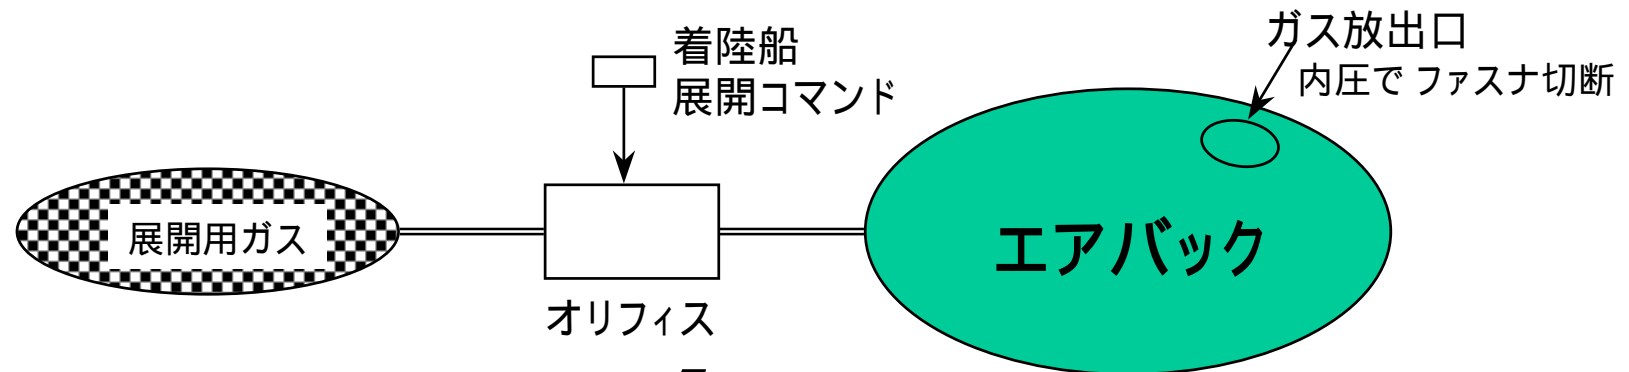 ガス放出口
内圧でファスナ切断
着陸船
展開コマンド
展開用ガス
エアバック
オリフィス